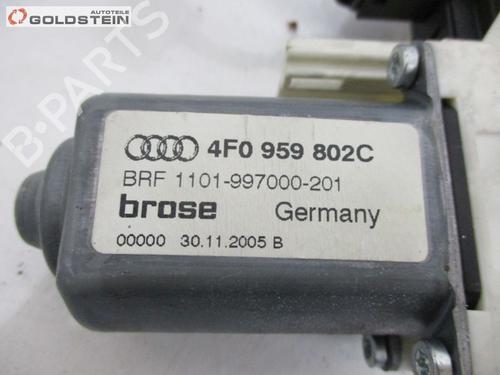 AUTOTEILE
GOLDSTEIN
B-PARTS
4F0 959 802C
BRF 1101-997000-201
brose Germany
00000 30.11.2005 B